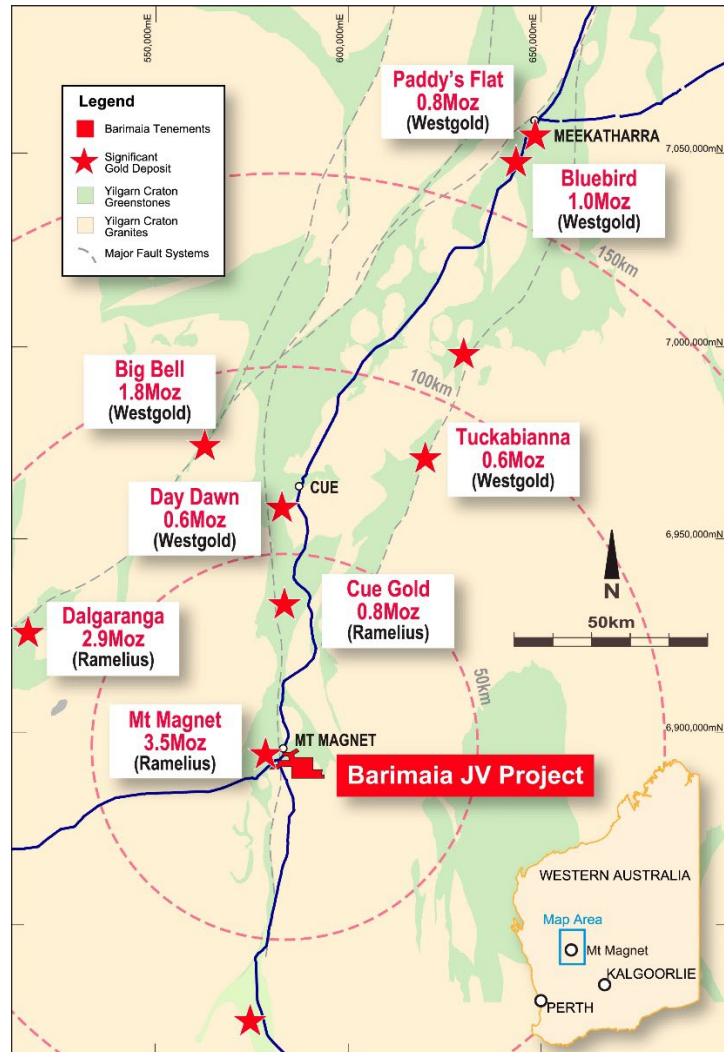 550,000mE
600,000mE
650,000mE
Legend
Barimaia Tenements
Significant
Gold Deposit
Yilgarn Craton
Greenstones
Yilgarn Craton
Granites
Major Fault Systems
Paddy's Flat
0.8Moz
(Westgold)
MEEKATHARRA
7,050,000mN
Bluebird
1.0Moz
(Westgold)
150km
7,000,000mN
Big Bell
1.8Moz
(Westgold)
100km
Tuckabianna
0.6Moz
(Westgold)
CUE
Day Dawn
0.6Moz
(Westgold)
6,950,000mN
N
50km
Cue Gold
0.8Moz
(Ramelius)
Dalgaranga
2.9Moz
(Ramelius)
50km
Mt Magnet
3.5Moz
(Ramelius)
MT MAGNET
6,900,000mN
Barimaia JV Project
WESTERN AUSTRALIA
Map Area
Mt Magnet
KALGOORLIE
PERTH